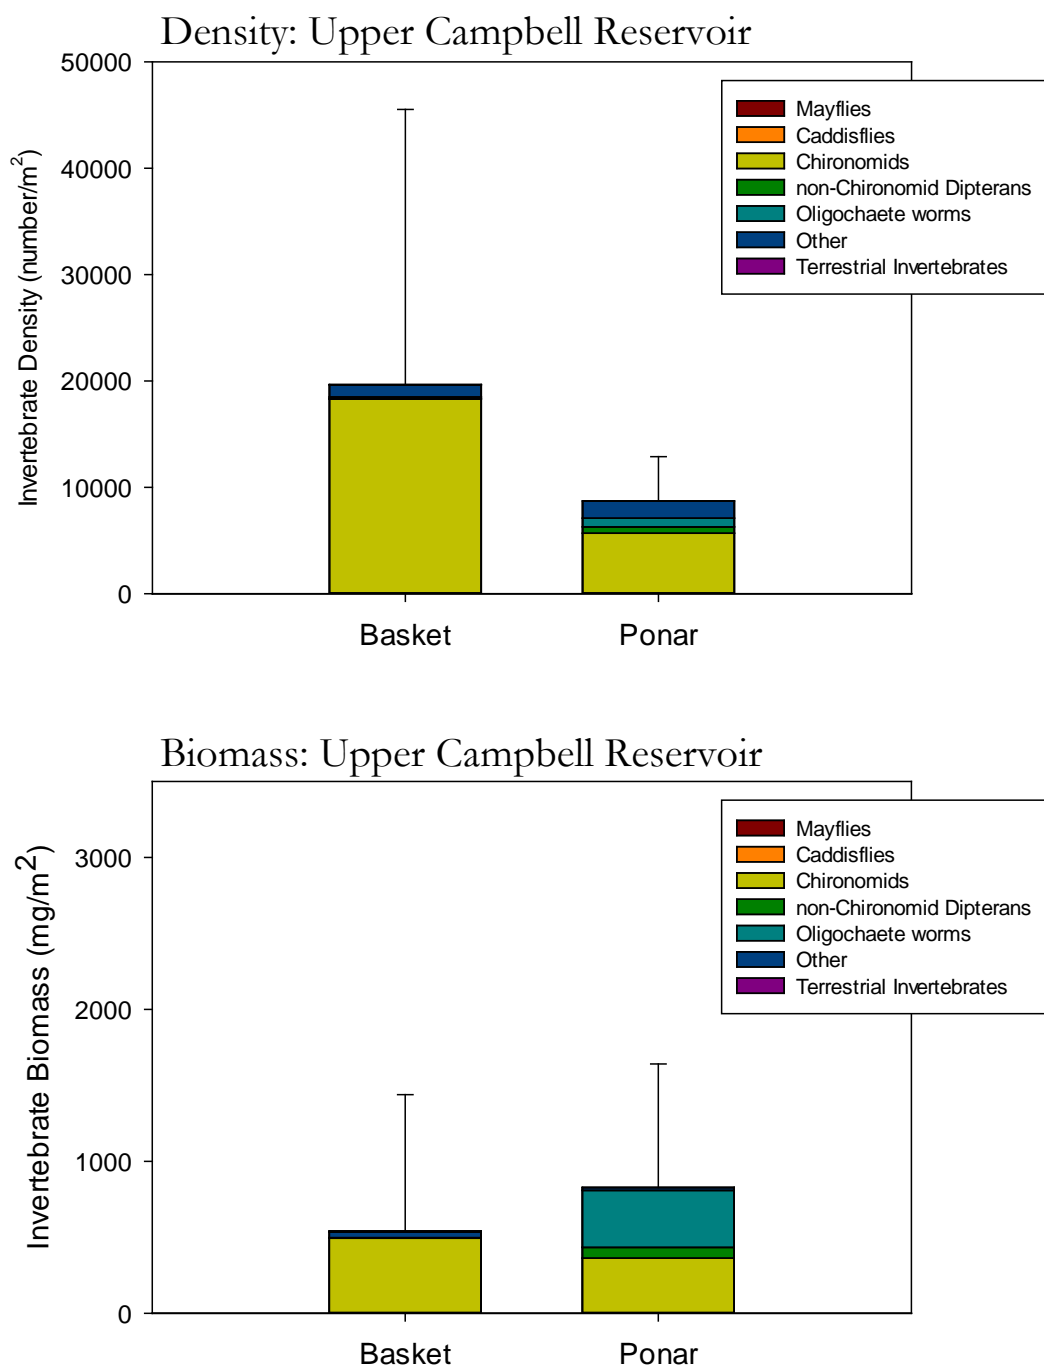 Density: Upper Campbell Reservoir
50000
40000
30000
20000
10000
0
Invertebrate Density (number/m²)
Mayflies
Caddisflies
Chironomids
non-Chironomid Dipterans
Oligochaete worms
Other
Terrestrial Invertebrates
Basket Ponar
Biomass: Upper Campbell Reservoir
3000
2000
1000
0
Invertebrate Biomass (mg/m²)
Mayflies
Caddisflies
Chironomids
non-Chironomid Dipterans
Oligochaete worms
Other
Terrestrial Invertebrates
Basket Ponar